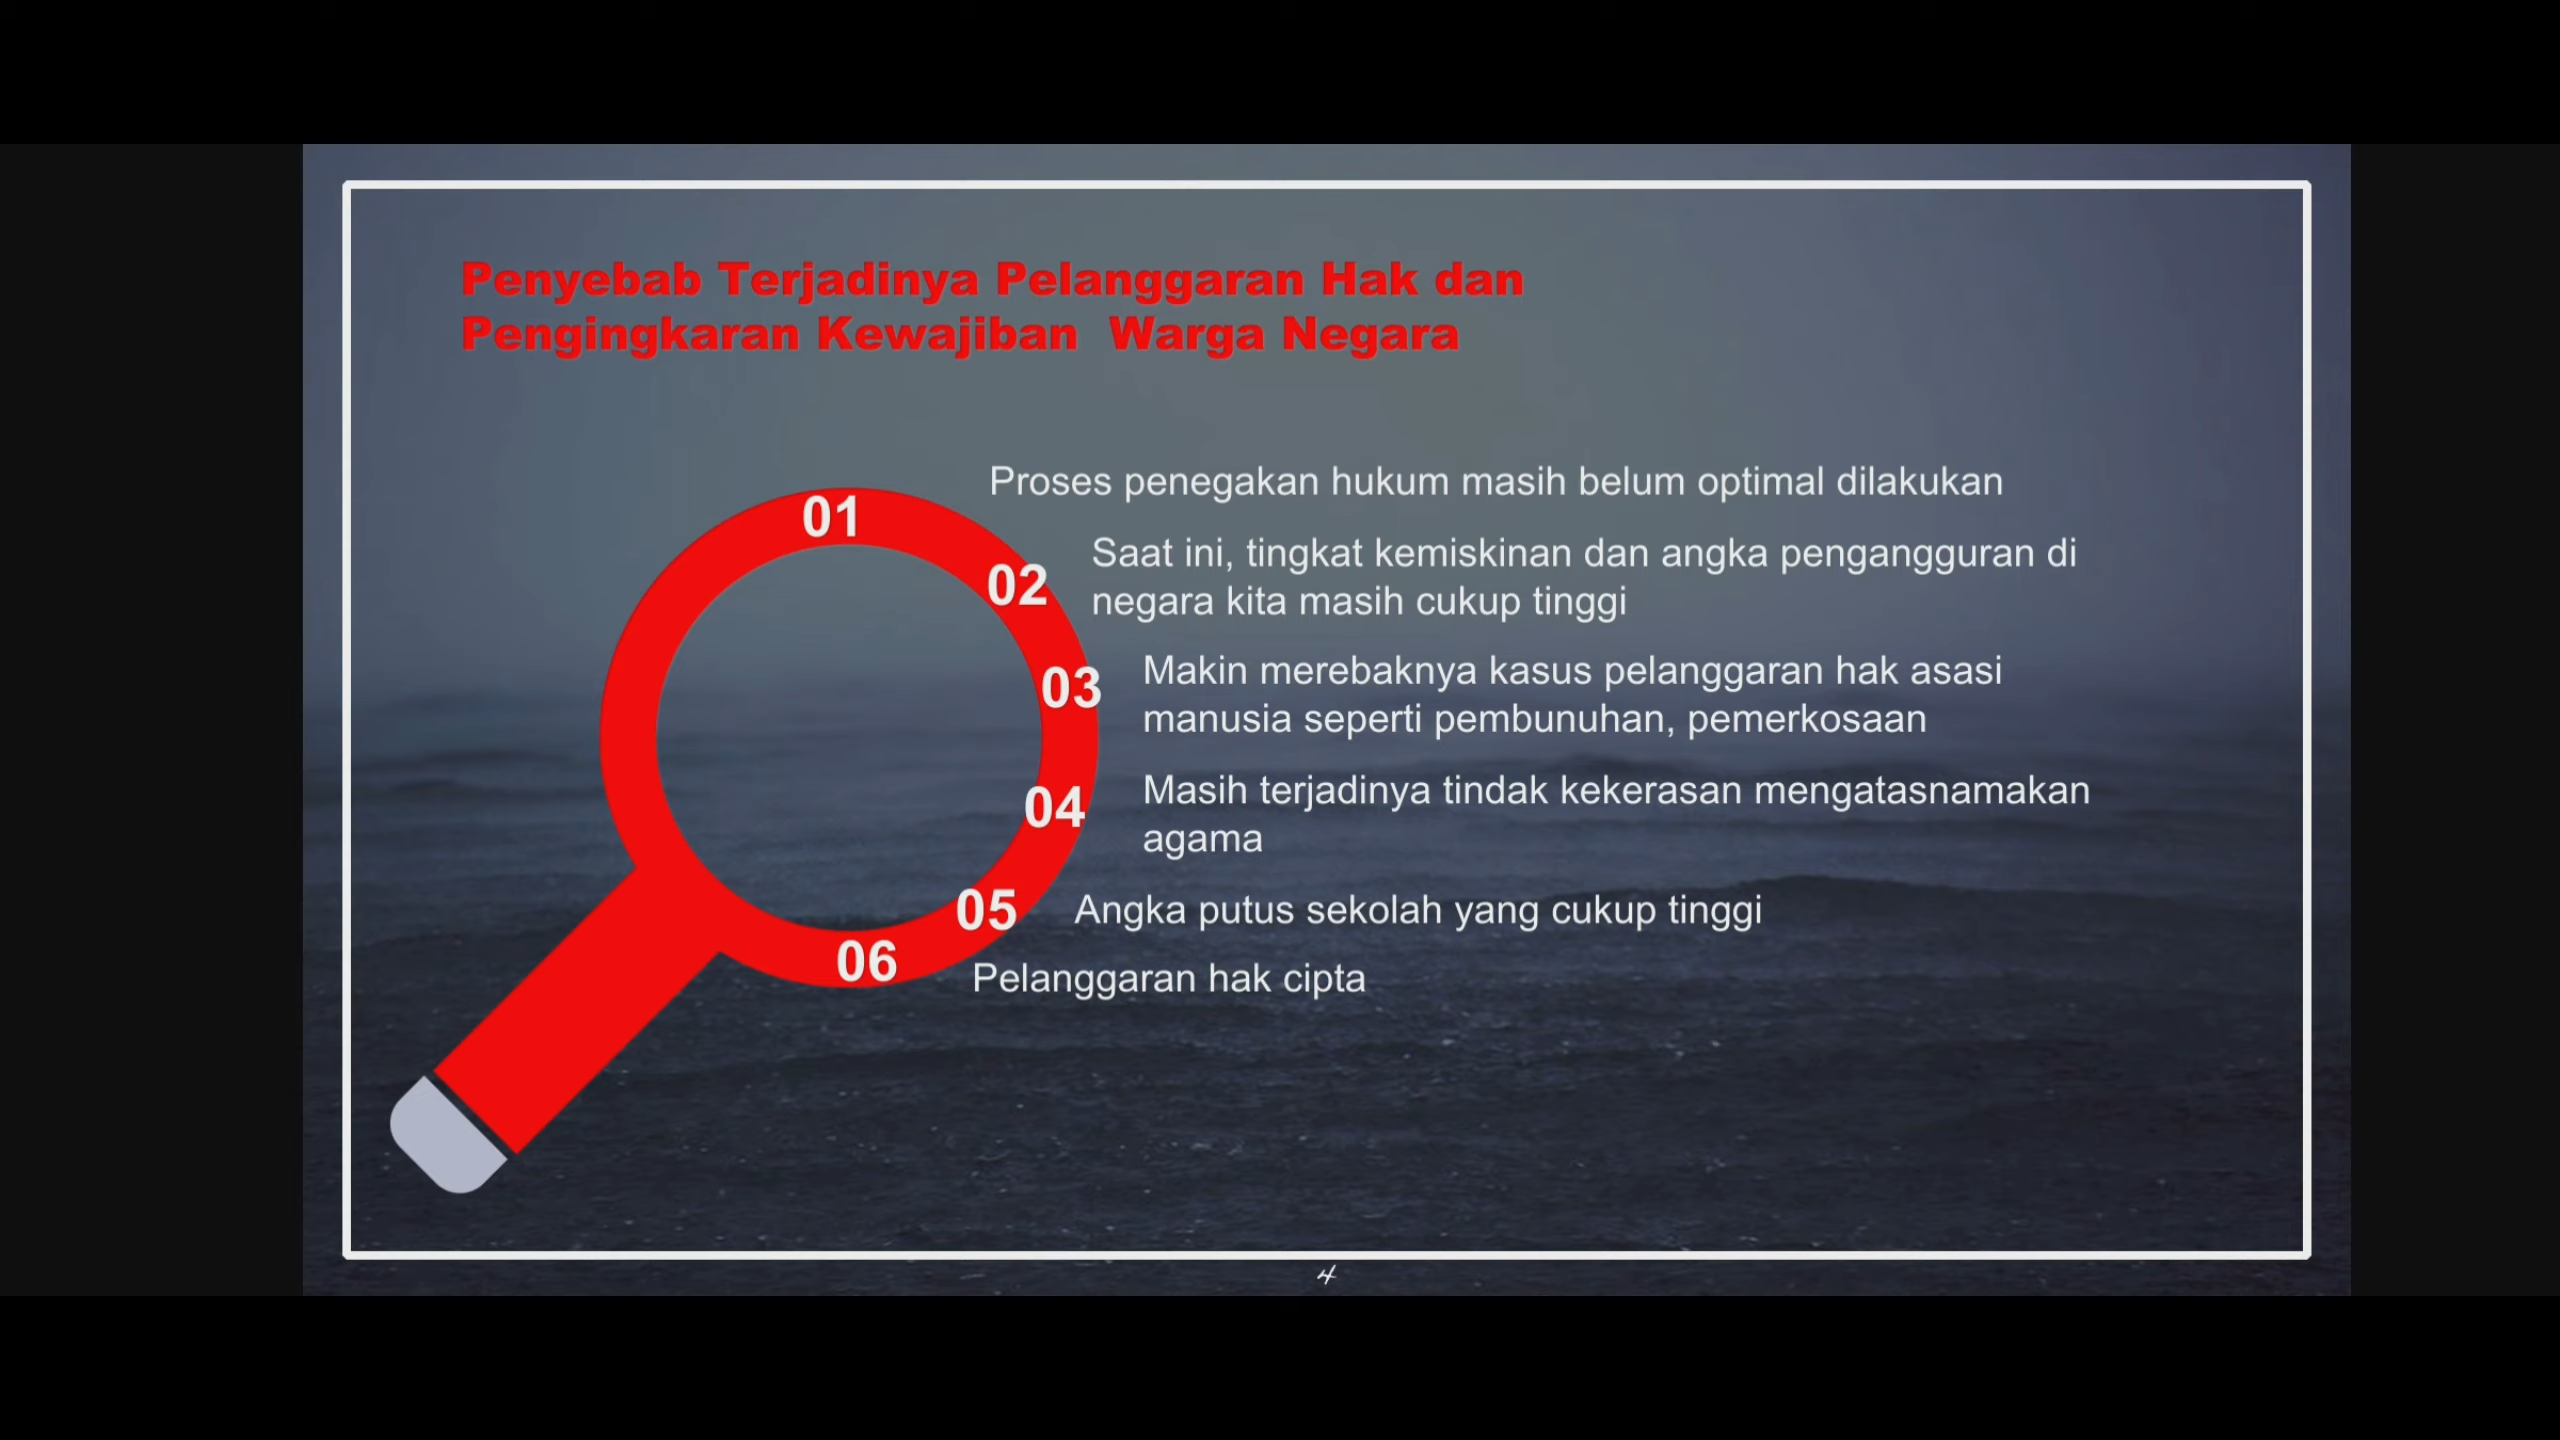 Penyebab Terjadinya Pelanggaran Hak dan
Pengingkaran Kewajiban  Warga Negara
01
Proses penegakan hukum masih belum optimal dilakukan
02
Saat ini, tingkat kemiskinan dan angka pengangguran di
negara kita masih cukup tinggi
03
Makin merebaknya kasus pelanggaran hak asasi
manusia seperti pembunuhan, pemerkosaan
04
Masih terjadinya tindak kekerasan mengatasnamakan
agama
05
Angka putus sekolah yang cukup tinggi
06
Pelanggaran hak cipta
4